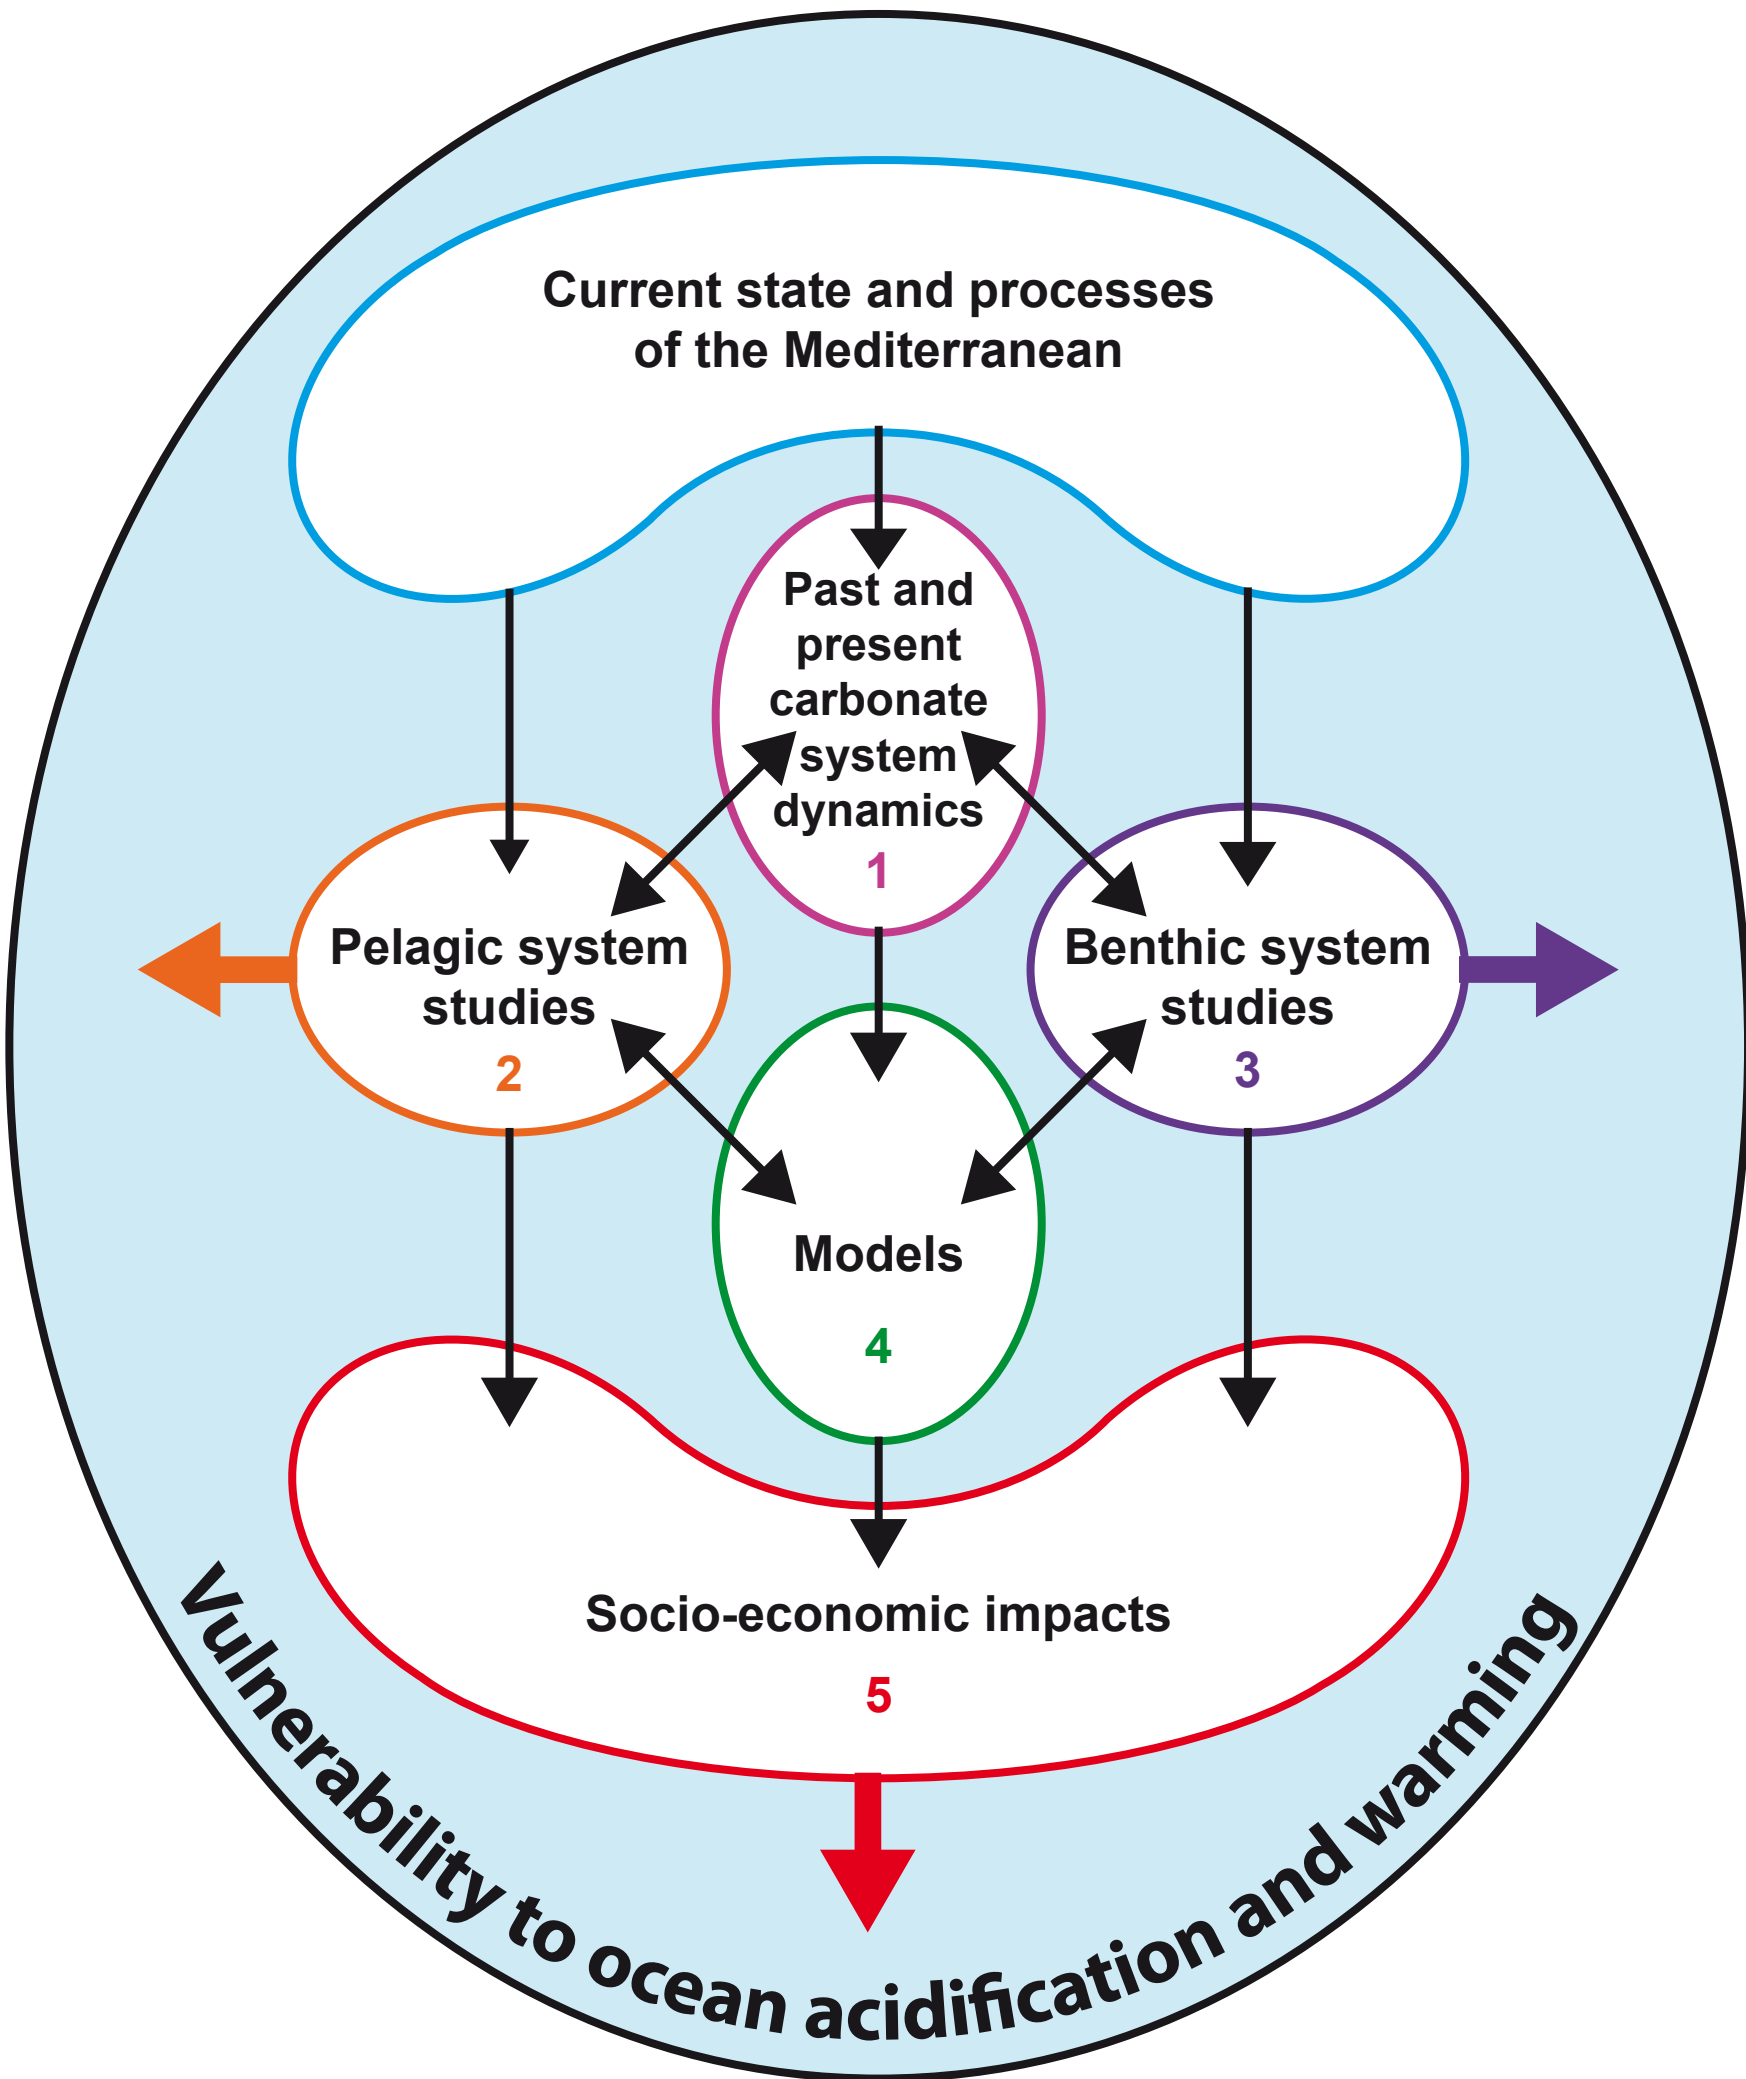 Current state and processes
of the Mediterranean
Past and
present
carbonate
system
dynamics
1
Pelagic system
studies
2
Benthic system
studies
3
Models
4
Socio-economic impacts
5
Vulnerability to ocean acidification and warming